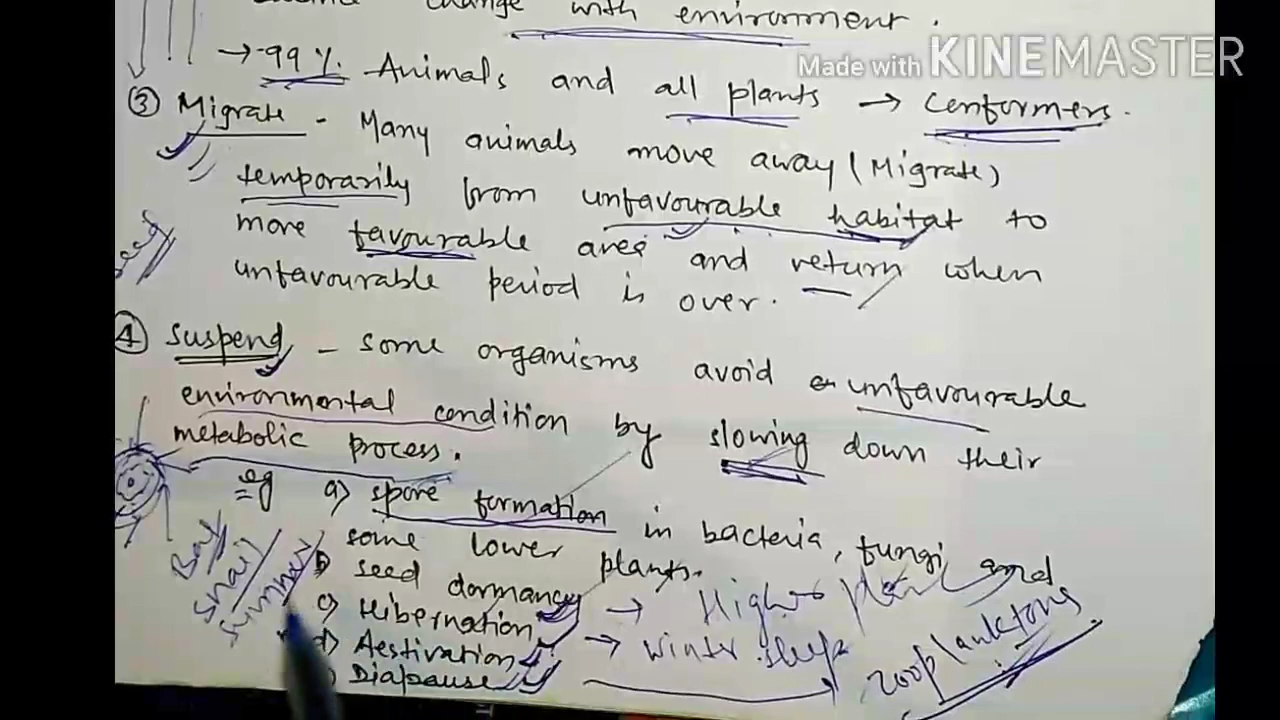 change with environment.
Made with KINEMASTER
→ 99% Animals and all plants → Conformers.
③ Migrate - Many animals move away (Migrate)
temporarily from unfavourable habitat to
more favourable area and return when
unfavourable period is over.
④ Suspend - some organisms avoid unfavourable
environmental condition by slowing down their
metabolic process.
eg a) spore formation in bacteria, fungi and
some lower plants.
b) seed dormancy → Higher plant
c) Hibernation → winter sleep
d) Aestivation
Diapause zooplanktons
Snail